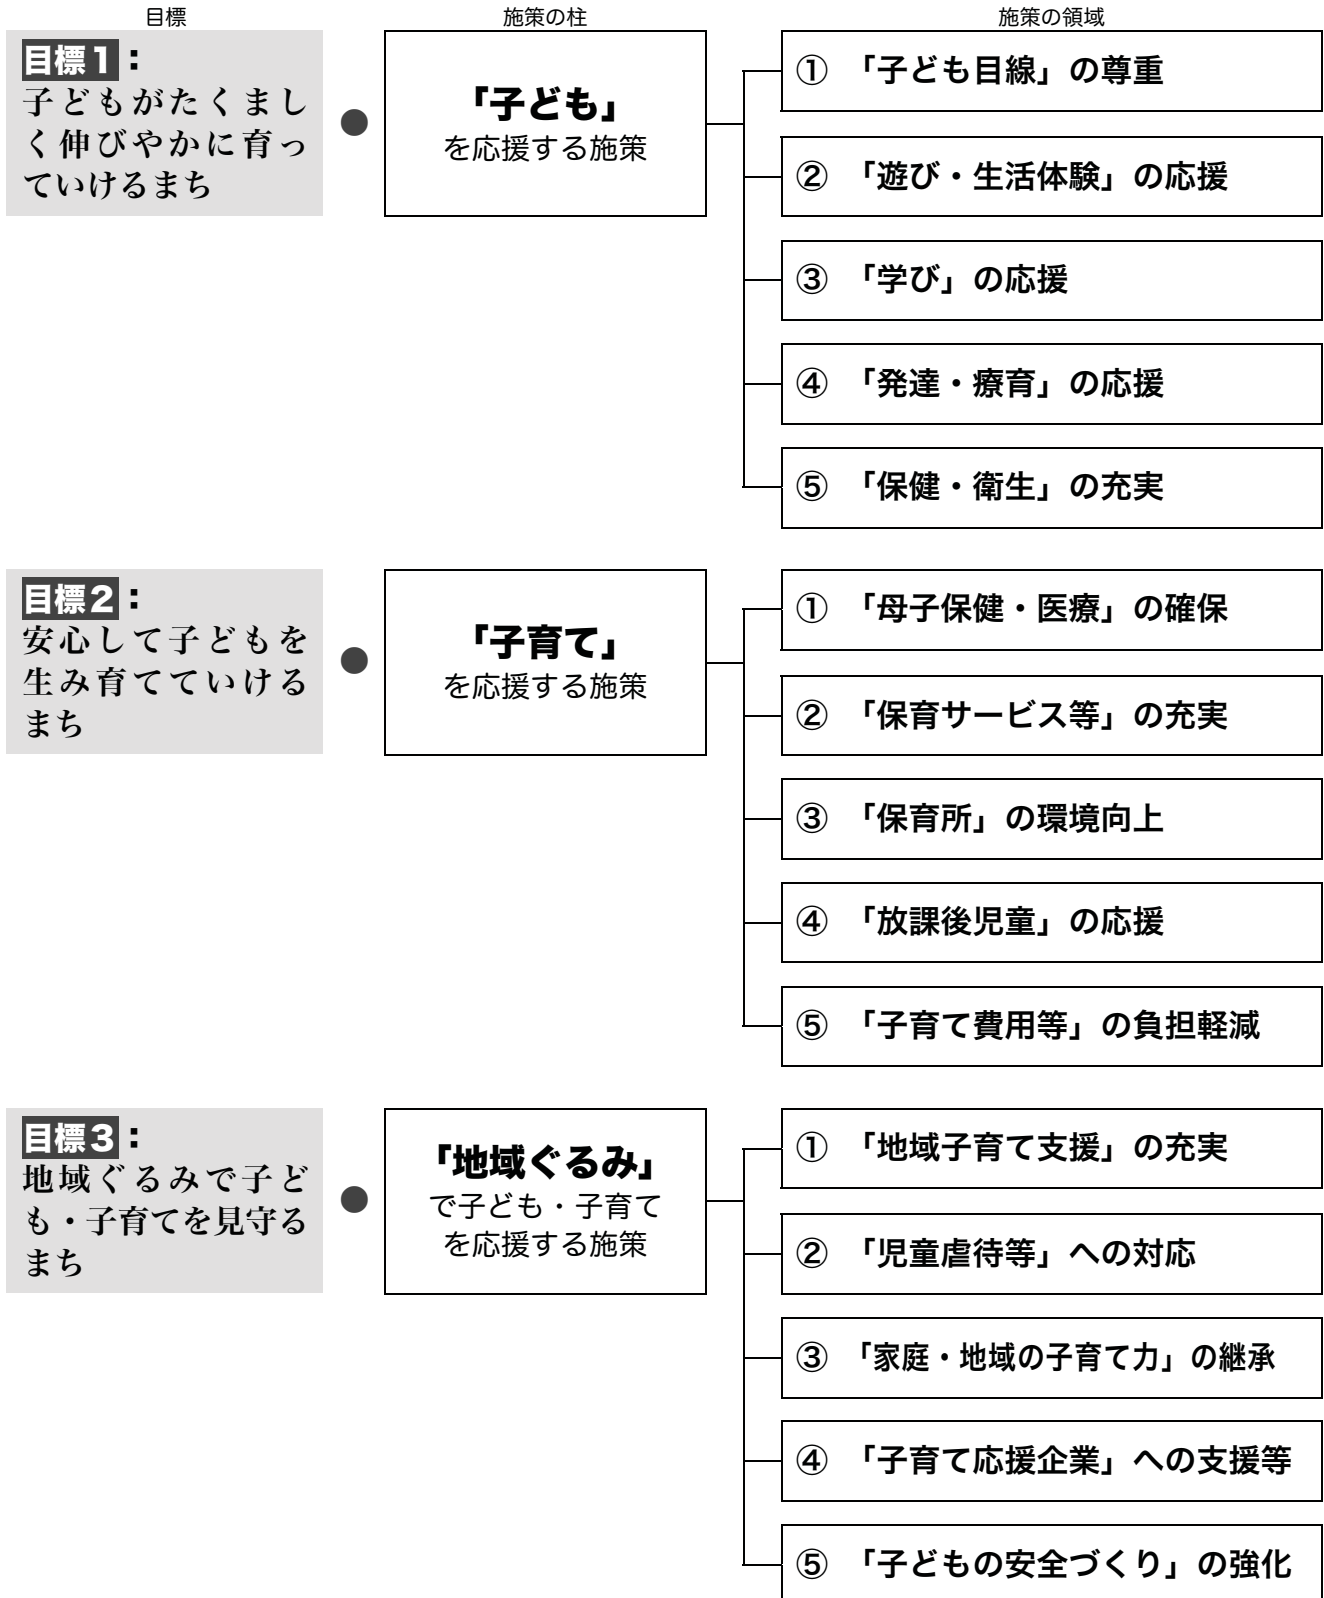 目標
施策の柱
施策の領域
目標1：
子どもがたくまし
く伸びやかに育っ
ていけるまち
●
「子ども」
を応援する施策
① 「子ども目線」の尊重
② 「遊び・生活体験」の応援
③ 「学び」の応援
④ 「発達・療育」の応援
⑤ 「保健・衛生」の充実
目標2：
安心して子どもを
生み育てていける
まち
●
「子育て」
を応援する施策
① 「母子保健・医療」の確保
② 「保育サービス等」の充実
③ 「保育所」の環境向上
④ 「放課後児童」の応援
⑤ 「子育て費用等」の負担軽減
目標3：
地域ぐるみで子ど
も・子育てを見守る
まち
●
「地域ぐるみ」
で子ども・子育て
を応援する施策
① 「地域子育て支援」の充実
② 「児童虐待等」への対応
③ 「家庭・地域の子育て力」の継承
④ 「子育て応援企業」への支援等
⑤ 「子どもの安全づくり」の強化